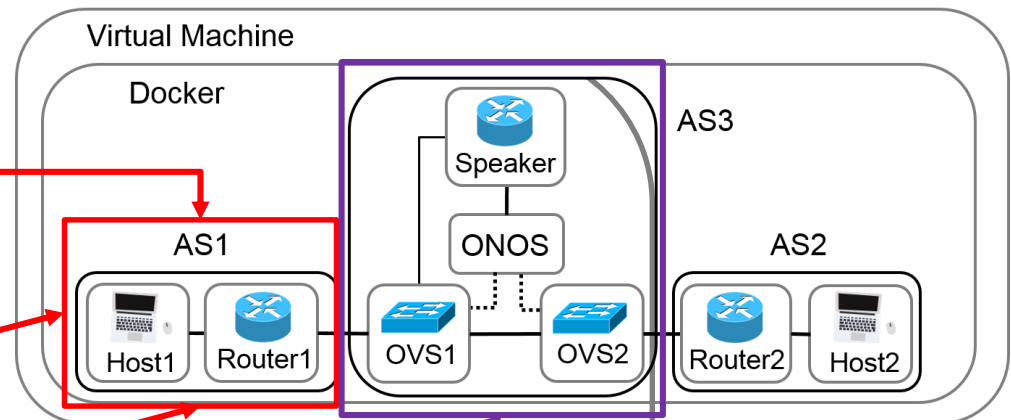 Virtual Machine
Docker
AS3
Speaker
ONOS
AS1
AS2
Host1
Router1
OVS1
OVS2
Router2
Host2